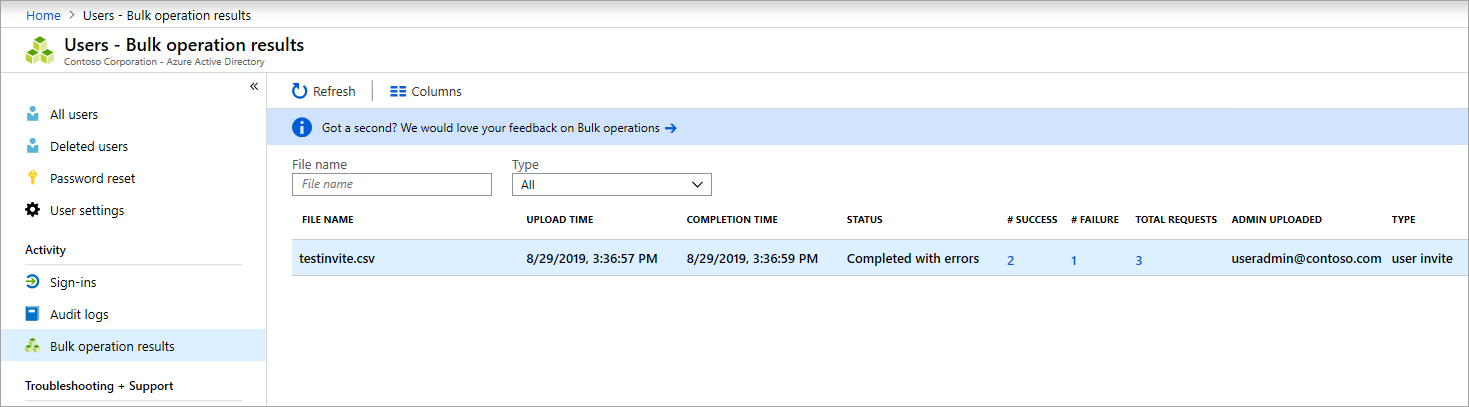 Home > Users - Bulk operation results
Users - Bulk operation results
Contoso Corporation - Azure Active Directory
«
All users
Deleted users
Password reset
User settings
Activity
Sign-ins
Audit logs
Bulk operation results
Troubleshooting + Support
Refresh Columns
Got a second? We would love your feedback on Bulk operations →
File name Type
File name All
FILE NAME UPLOAD TIME COMPLETION TIME STATUS # SUCCESS # FAILURE TOTAL REQUESTS ADMIN UPLOADED TYPE
testinvite.csv 8/29/2019, 3:36:57 PM 8/29/2019, 3:36:59 PM Completed with errors 2 1 3 useradmin@contoso.com user invite